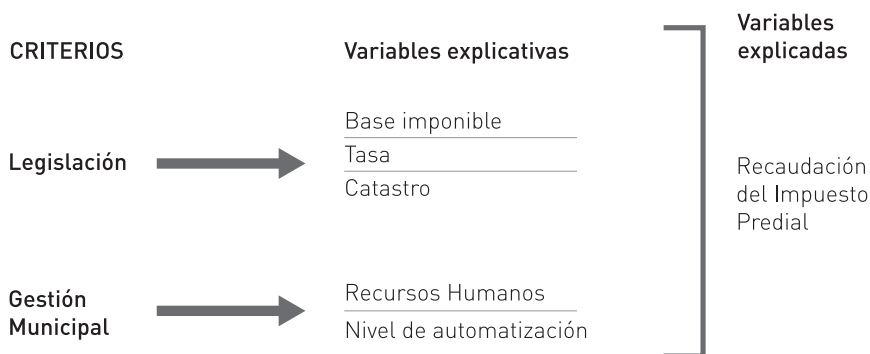 CRITERIOS
Variables explicativas
Variables
explicadas
Legislación
Base imponible
Tasa
Catastro
Recaudación
del Impuesto
Predial
Gestión
Municipal
Recursos Humanos
Nivel de automatización